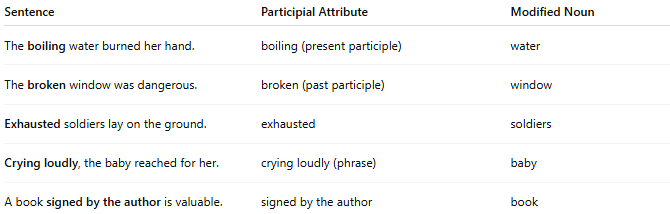 Sentence Participial Attribute Modified Noun
The boiling water burned her hand. boiling (present participle) water
The broken window was dangerous. broken (past participle) window
Exhausted soldiers lay on the ground. exhausted soldiers
Crying loudly, the baby reached for her. crying loudly (phrase) baby
A book signed by the author is valuable. signed by the author book